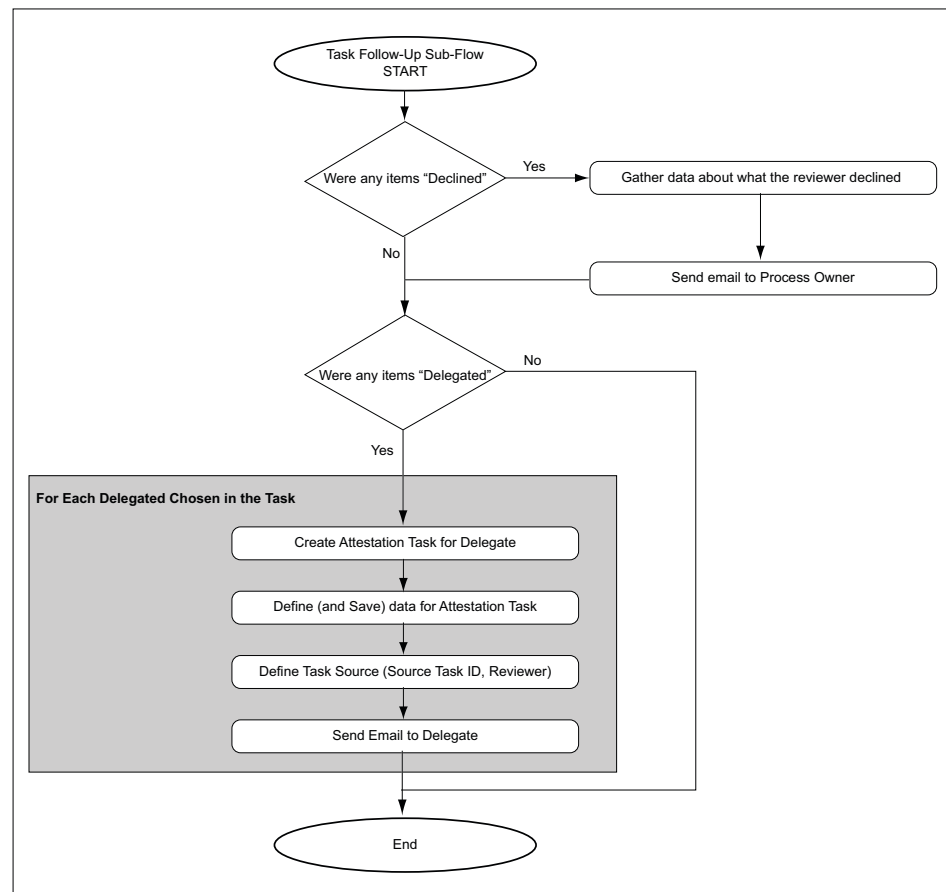 Task Follow-Up Sub-Flow
START
Were any items “Declined”
Yes
Gather data about what the reviewer declined
No
Send email to Process Owner
Were any items “Delegated”
No
Yes
For Each Delegated Chosen in the Task
Create Attestation Task for Delegate
Define (and Save) data for Attestation Task
Define Task Source (Source Task ID, Reviewer)
Send Email to Delegate
End